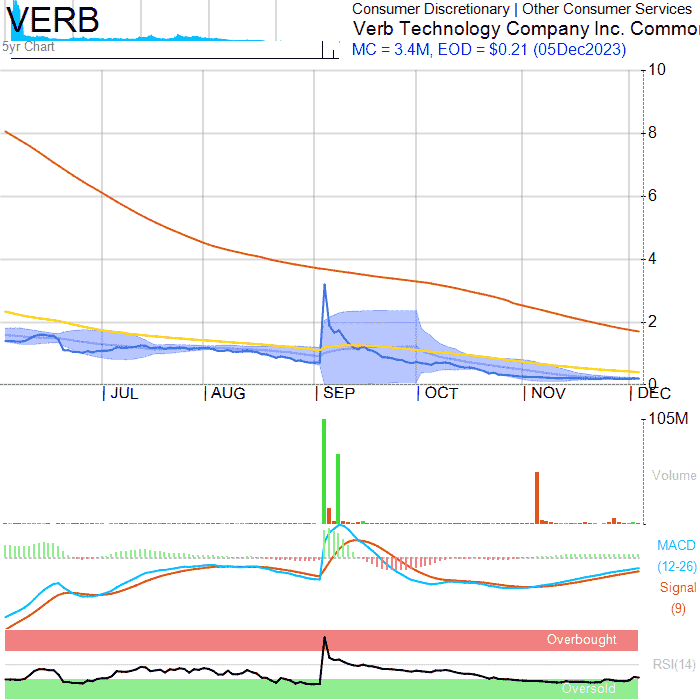 VERB
Consumer Discretionary | Other Consumer Services
Verb Technology Company Inc. Commo
5yr Chart
MC = 3.4M, EOD = $0.21 (05Dec2023)
10
8
6
4
2
0
JUL
AUG
SEP
OCT
NOV
DEC
105M
Volume
MACD
(12-26)
Signal
(9)
Overbought
RSI(14)
Oversold